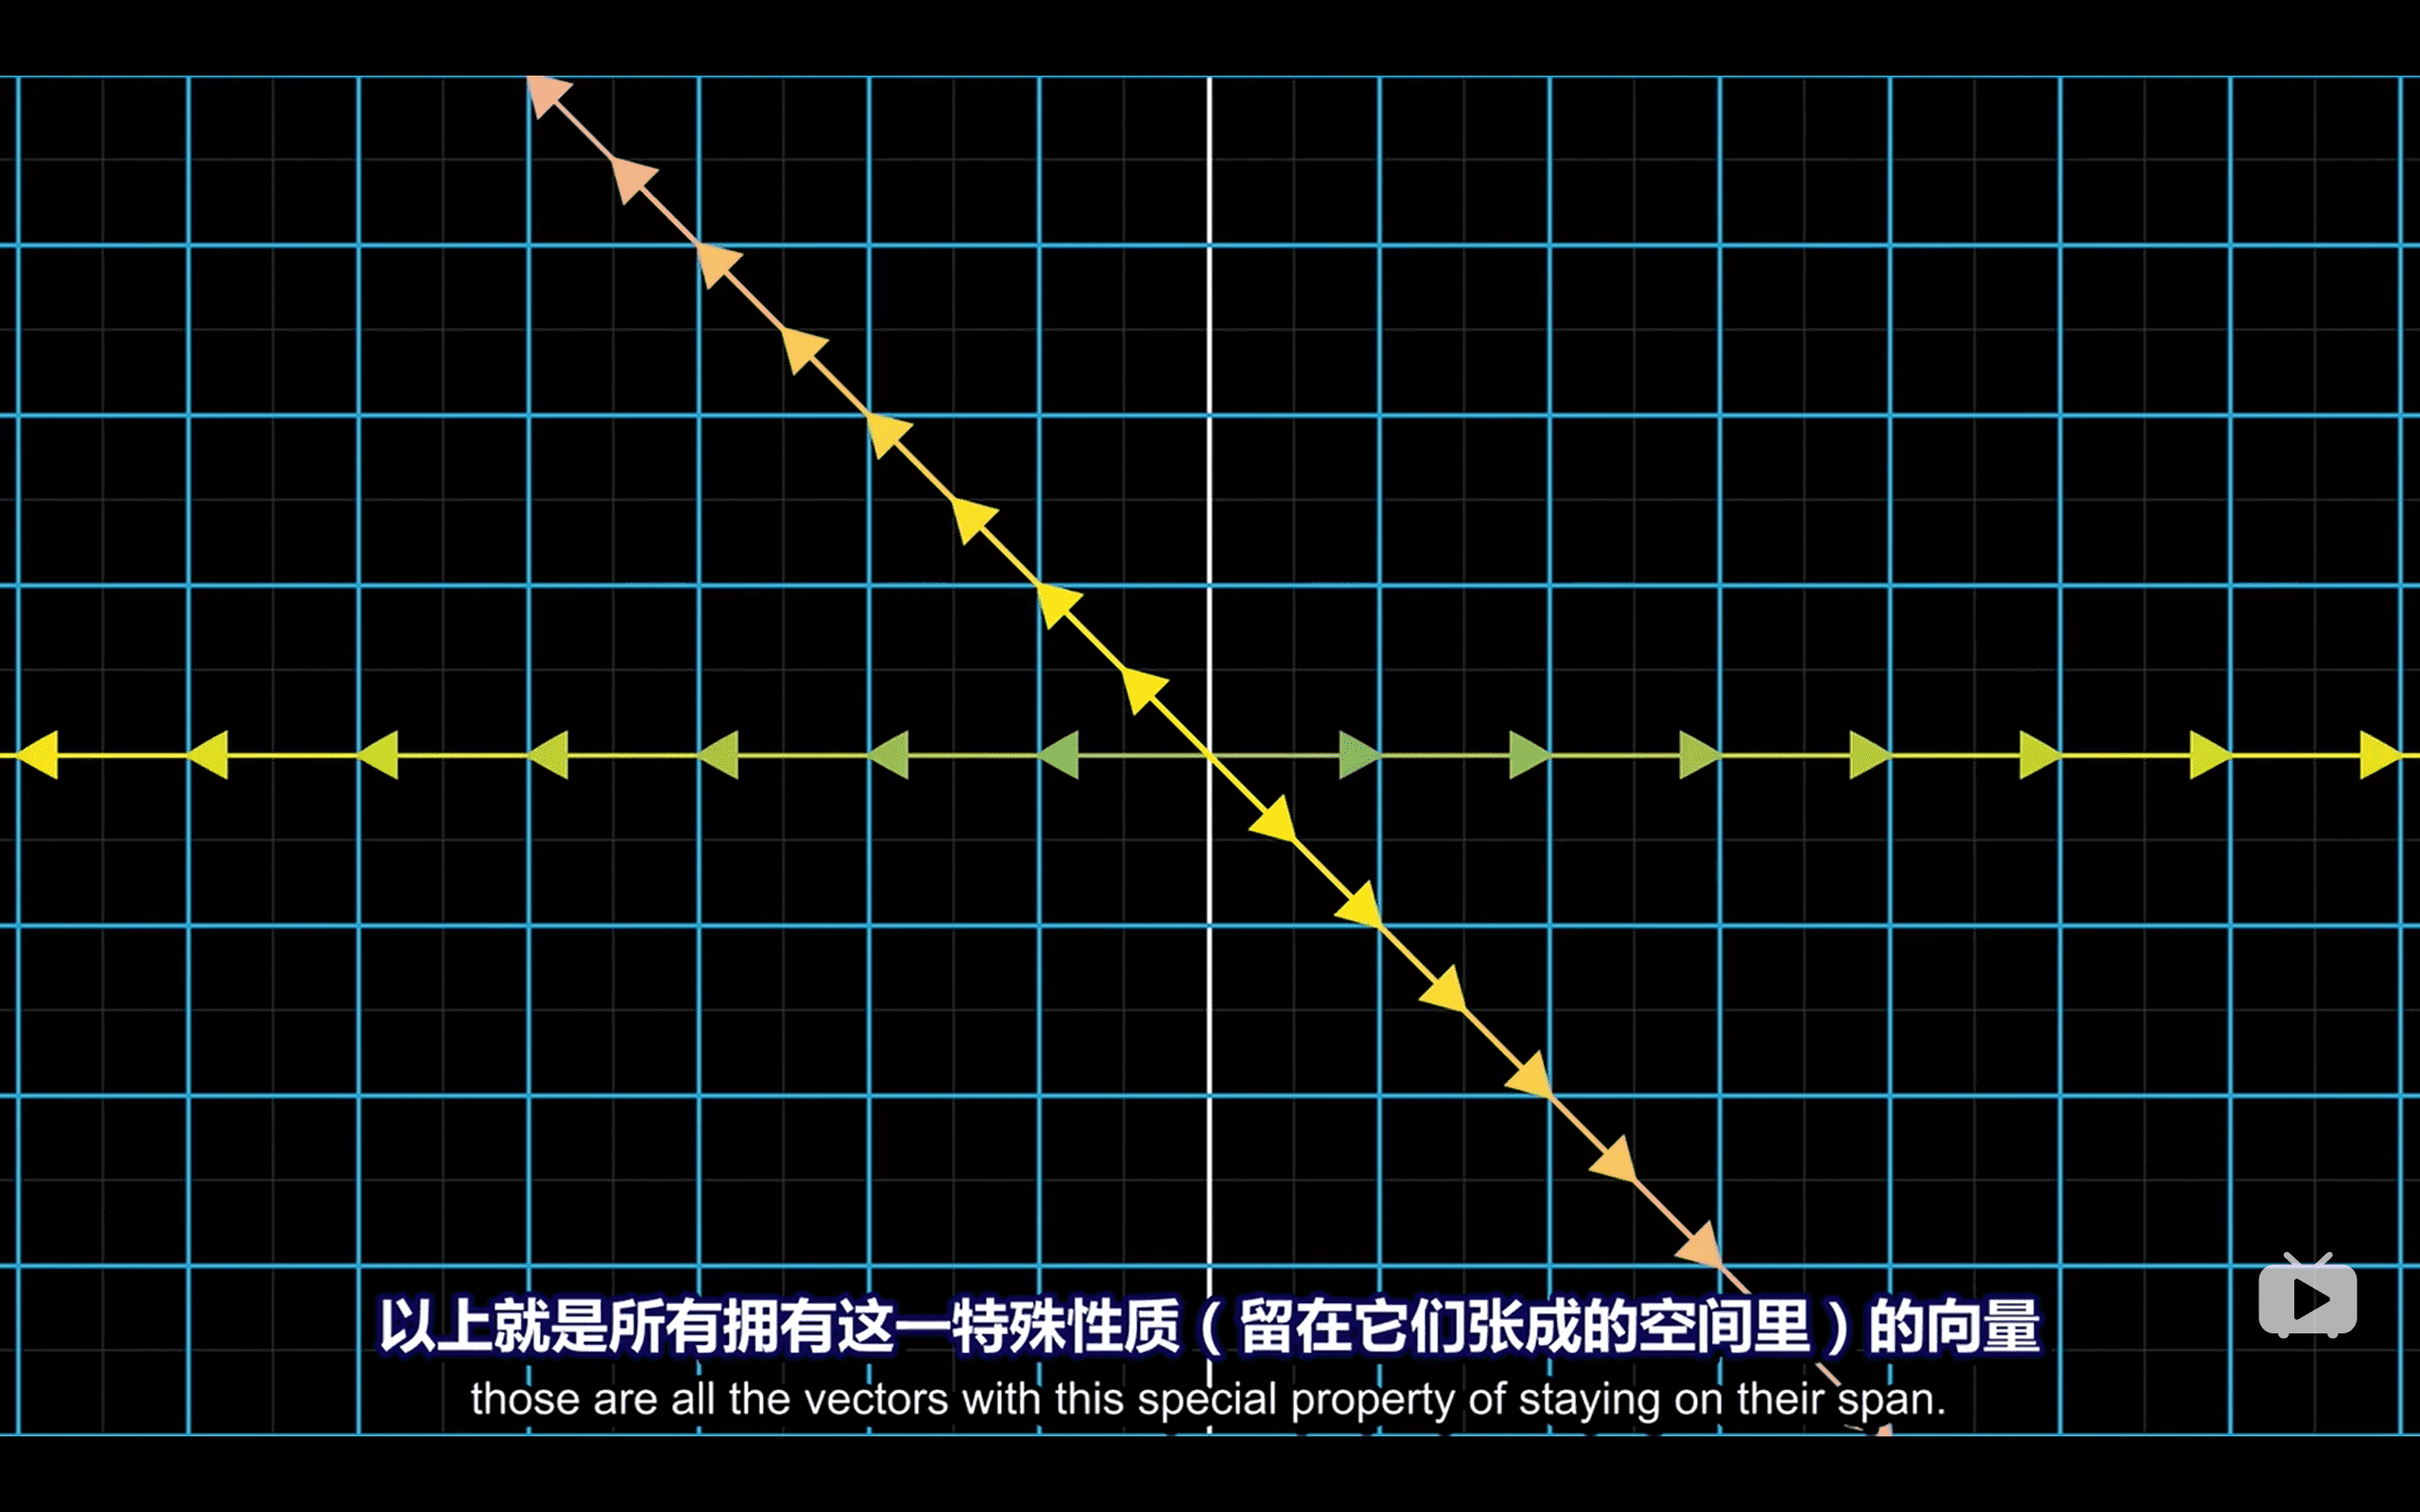 以上就是所有拥有这一特殊性质（留在它们张成的空间里）的向量
those are all the vectors with this special property of staying on their span.